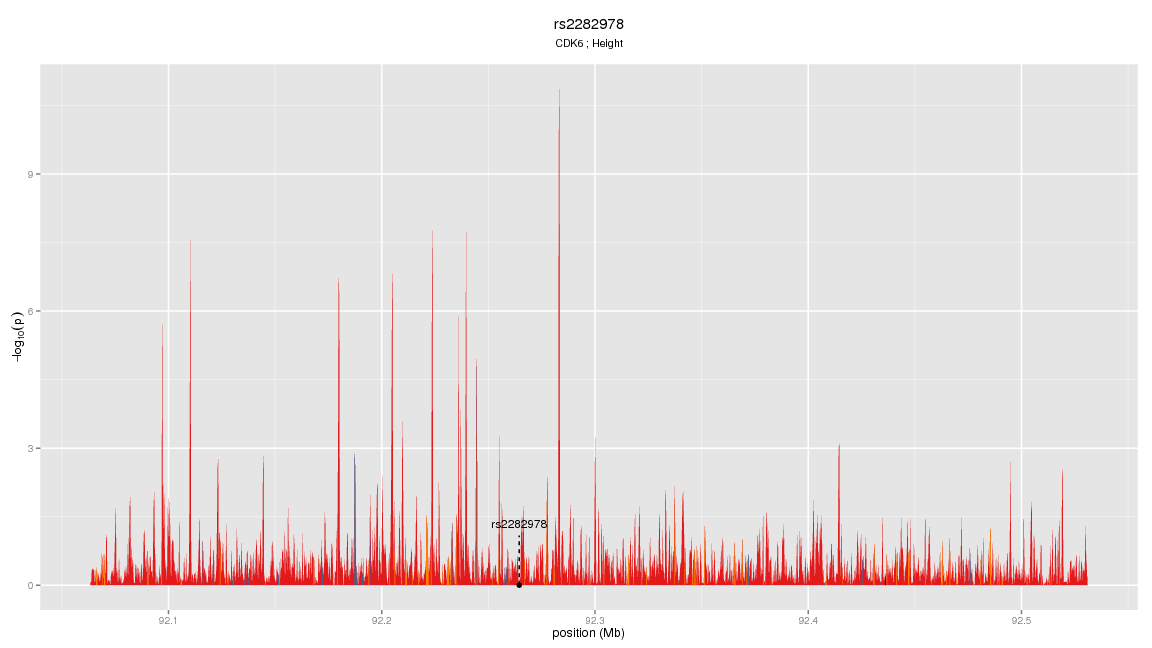 rs2282978
CDK6 ; Height
9
6
3
0
−log₁₀(p)
rs2282978
92.1
92.2
92.3
92.4
92.5
position (Mb)